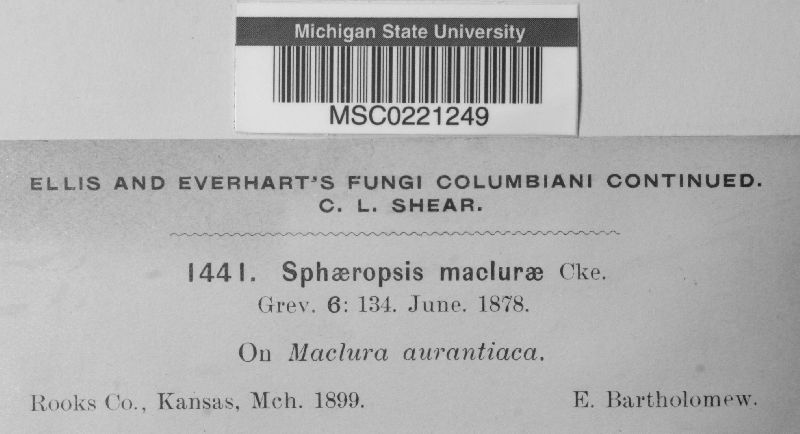 Michigan State University
MSC0221249
ELLIS AND EVERHART'S FUNGI COLUMBIANI CONTINUED.
C. L. SHEAR.
1441. Sphæropsis macluræ Cke.
Grev. 6: 134. June. 1878.
On Maclura aurantiaca.
Rooks Co., Kansas, Mch. 1899. E. Bartholomew.